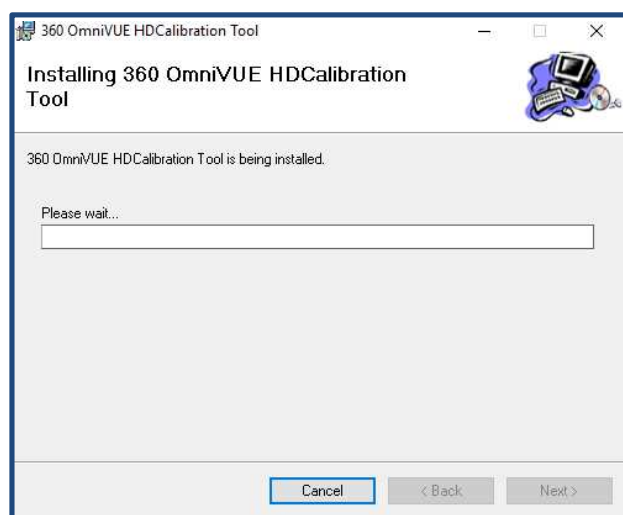 360 OmniVUE HDCalibration Tool
Installing 360 OmniVUE HDCalibration
Tool
360 OmniVUE HDCalibration Tool is being installed.
Please wait...
Cancel
< Back
Next >